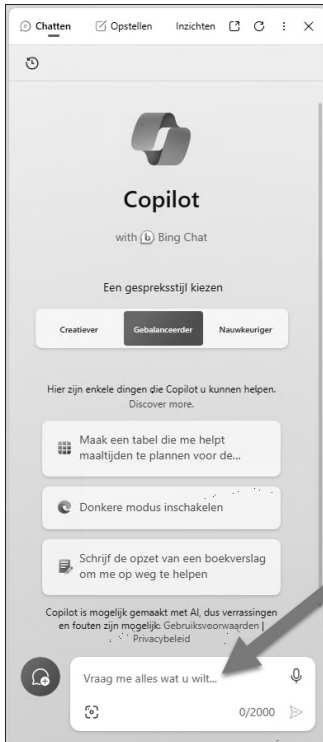 Chatten Opstellen Inzichten
Copilot
with b Bing Chat
Een gespreksstijl kiezen
Creatiever Gebalanceerder Nauwkeuriger
Hier zijn enkele dingen die Copilot u kunnen helpen.
Discover more.
Maak een tabel die me helpt
maaltijden te plannen voor de...
Donkere modus inschakelen
Schrijf de opzet van een boekverslag
om me op weg te helpen
Copilot is mogelijk gemaakt met AI, dus verrassingen
en fouten zijn mogelijk. Gebruiksvoorwaarden |
Privacybeleid
Vraag me alles wat u wilt...
0/2000